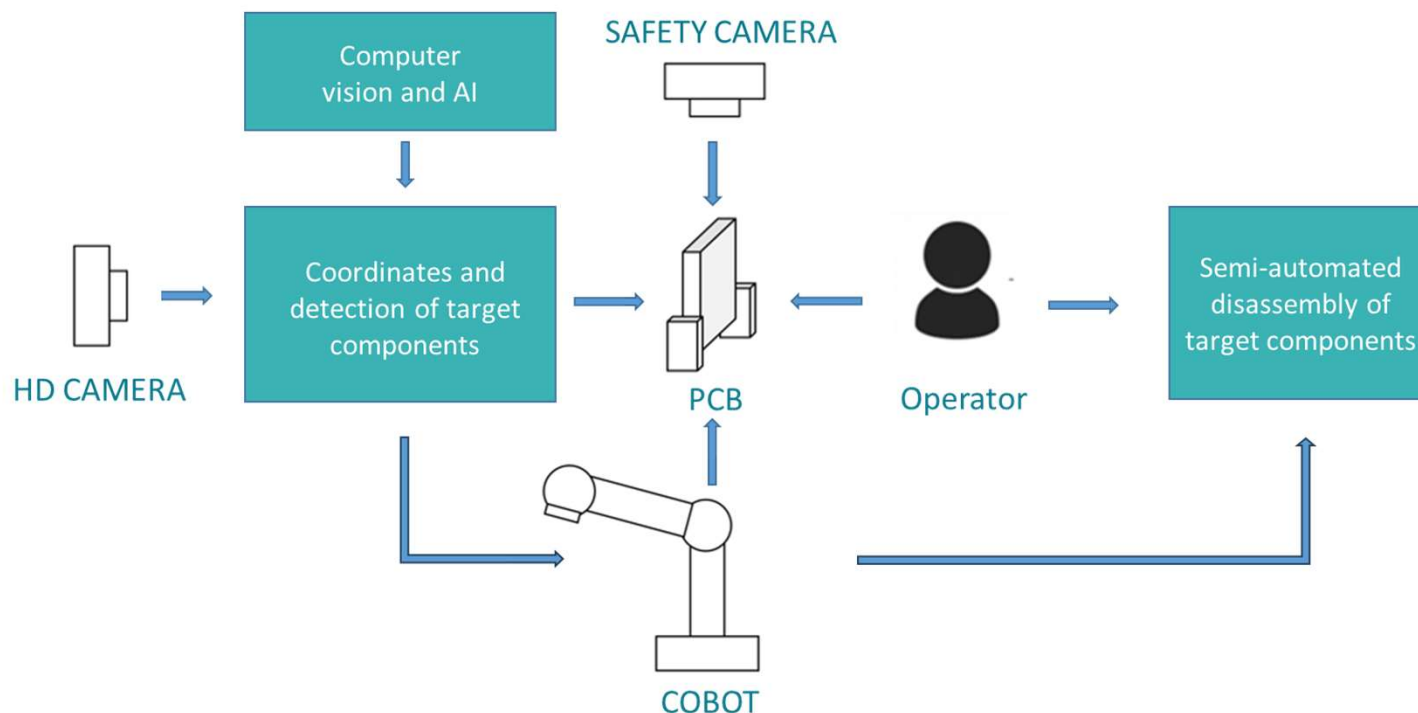 Computer
vision and AI
SAFETY CAMERA
HD CAMERA
Coordinates and
detection of target
components
PCB
Operator
Semi-automated
disassembly of
target components
COBOT